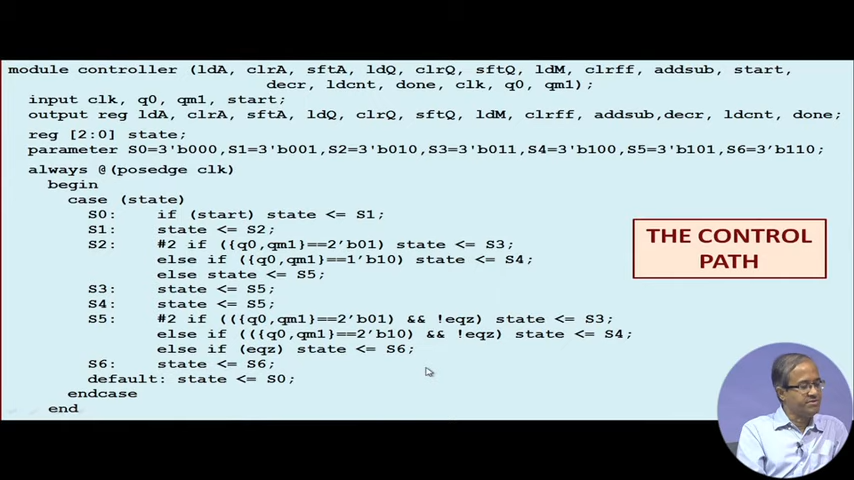 module controller (ldA, clrA, sftA, ldQ, clrQ, sftQ, ldM, clrff, addsub, start,
decr, ldcnt, done, clk, q0, qm1);
input clk, q0, qm1, start;
output reg ldA, clrA, sftA, ldQ, clrQ, sftQ, ldM, clrff, addsub,decr, ldcnt, done;
reg [2:0] state;
parameter S0=3'b000,S1=3'b001,S2=3'b010,S3=3'b011,S4=3'b100,S5=3'b101,S6=3’b110;
always @(posedge clk)
begin
case (state)
S0: if (start) state <= S1;
S1: state <= S2;
S2: #2 if ({q0,qm1}==2’b01) state <= S3;
else if ({q0,qm1}==1’b10) state <= S4;
else state <= S5;
S3: state <= S5;
S4: state <= S5;
S5: #2 if (({q0,qm1}==2’b01) && !eqz) state <= S3;
else if (({q0,qm1}==2’b10) && !eqz) state <= S4;
else if (eqz) state <= S6;
S6: state <= S6;
default: state <= S0;
endcase
end
THE CONTROL
PATH